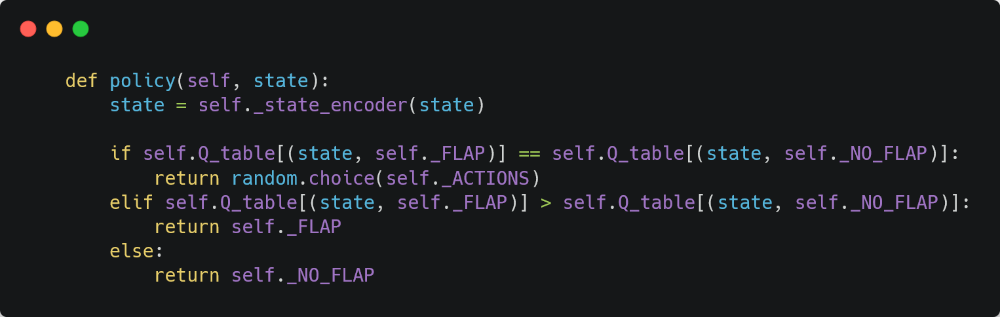 def policy(self, state):
    state = self._state_encoder(state)

    if self.Q_table[(state, self._FLAP)] == self.Q_table[(state, self._NO_FLAP)]:
        return random.choice(self._ACTIONS)
    elif self.Q_table[(state, self._FLAP)] > self.Q_table[(state, self._NO_FLAP)]:
        return self._FLAP
    else:
        return self._NO_FLAP